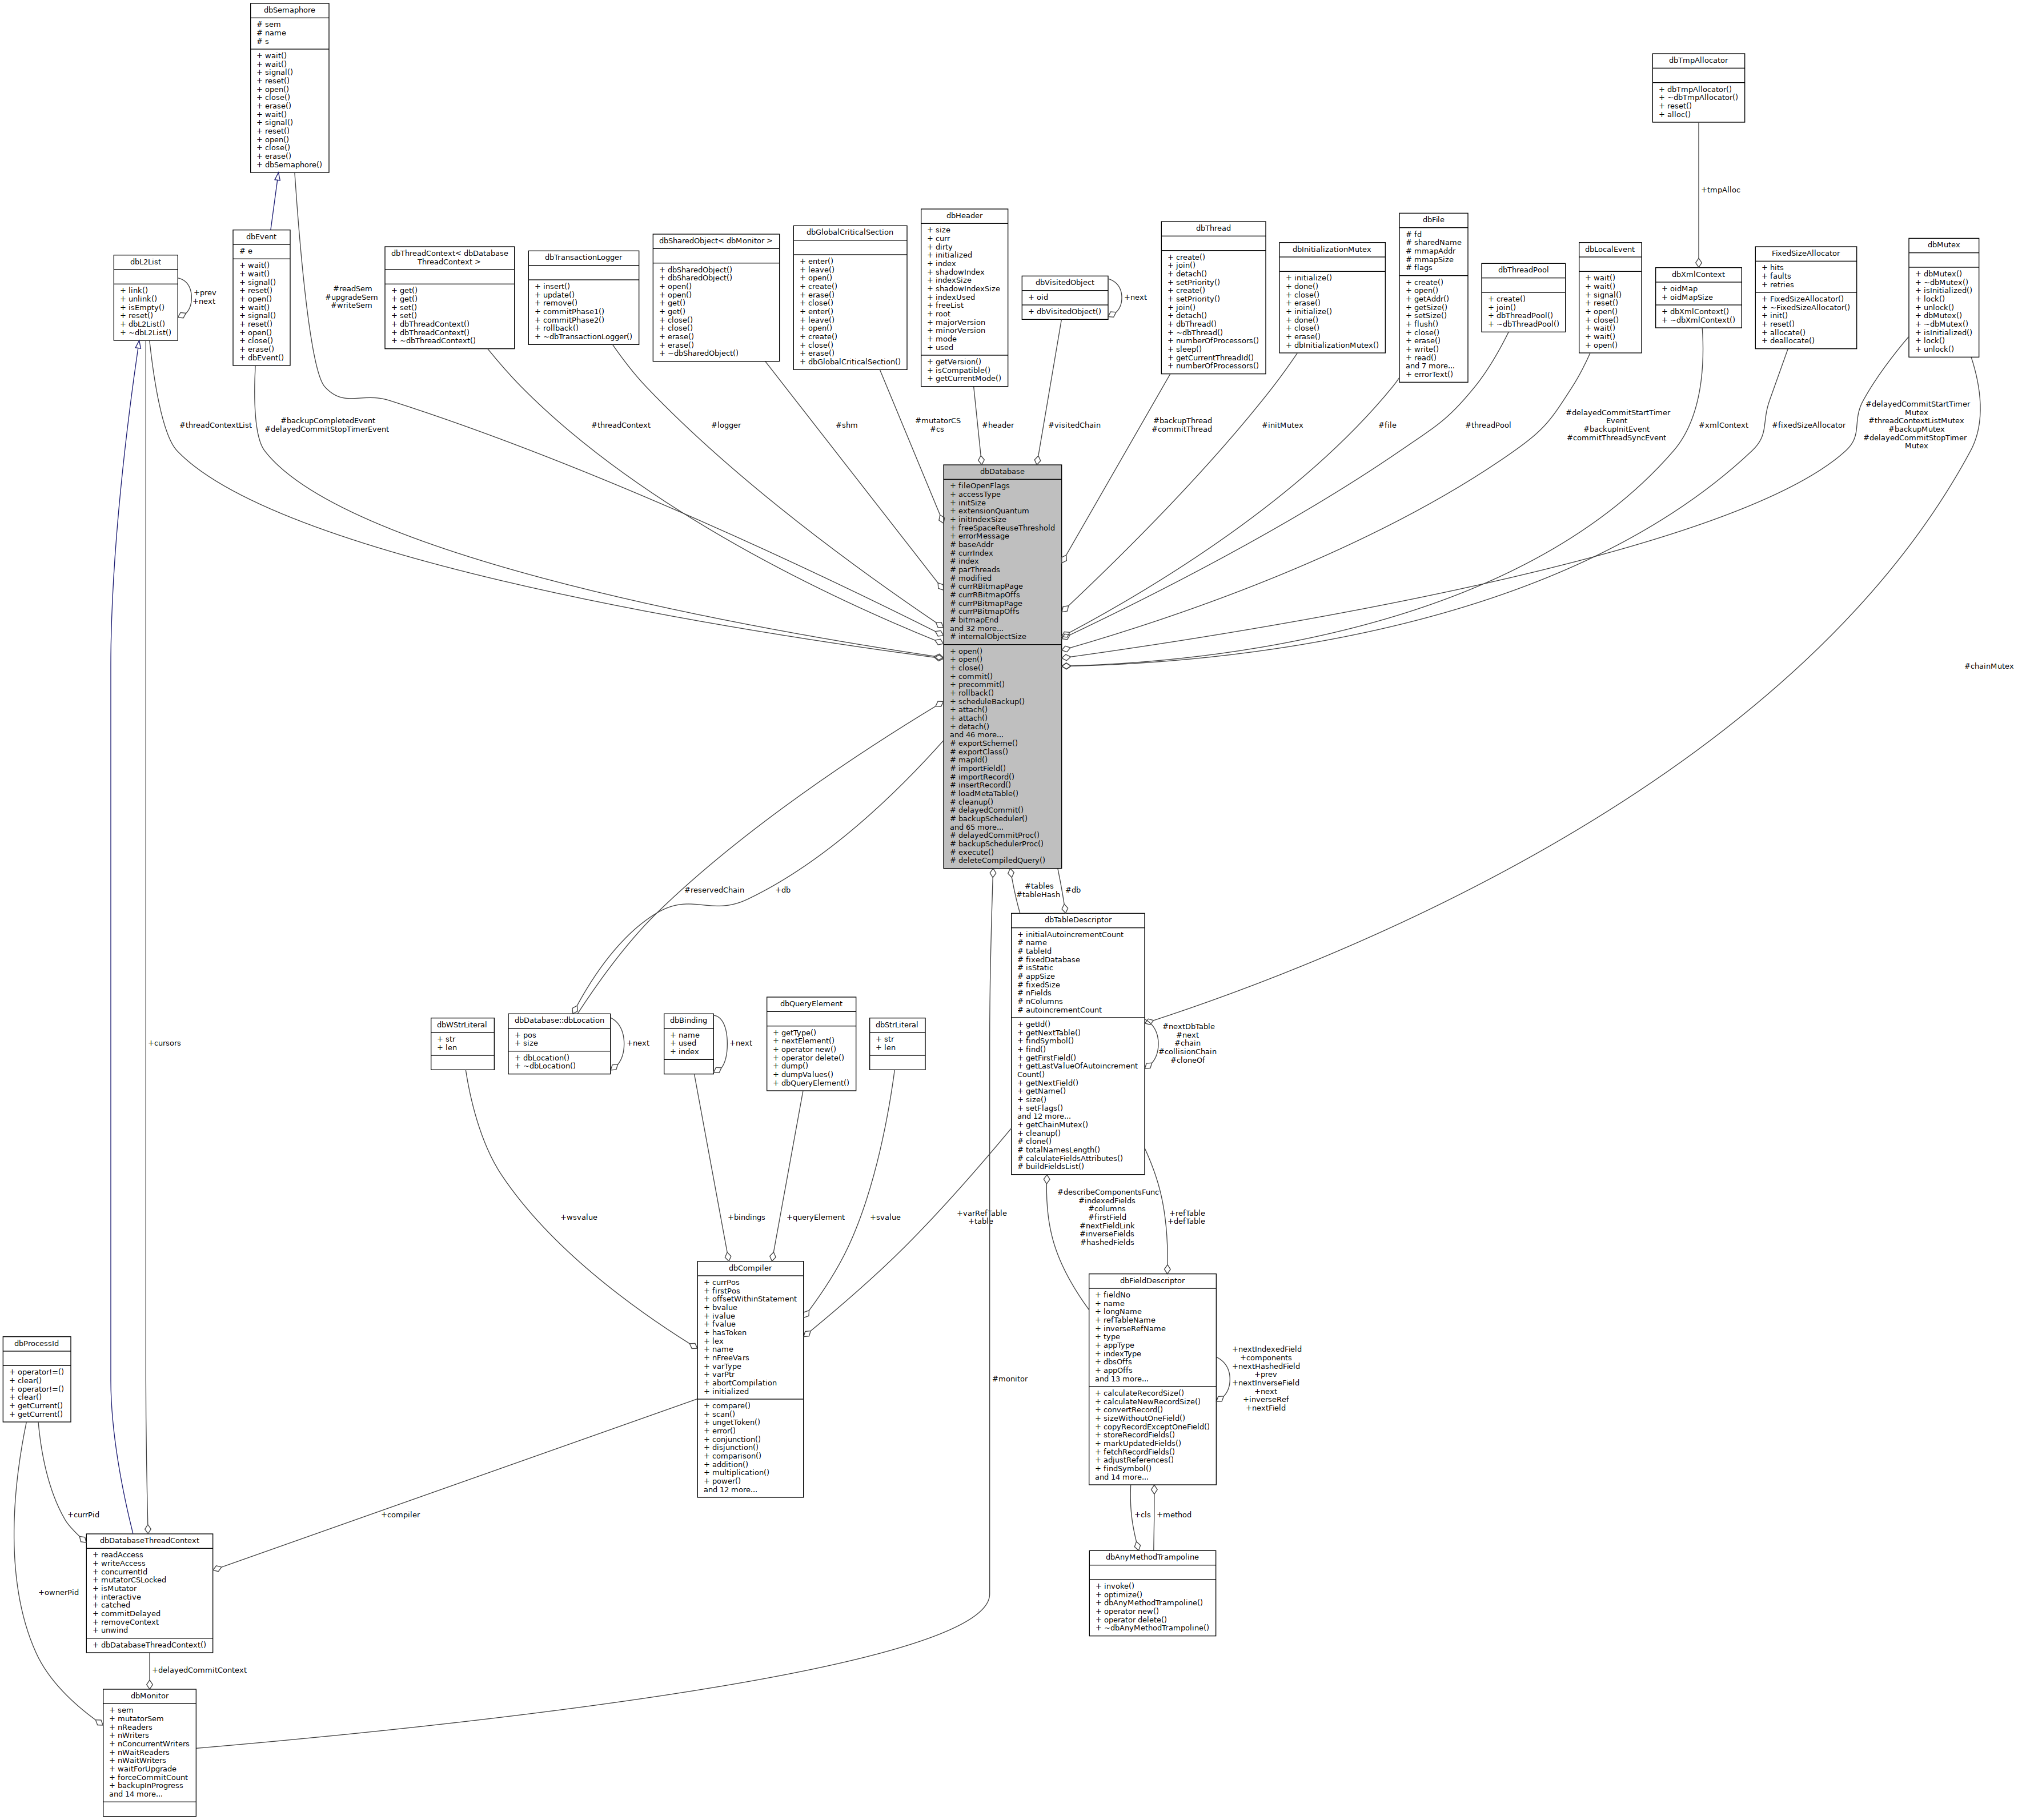 dbSemaphore
# sem
# name
# s
+ wait()
+ wait()
+ signal()
+ reset()
+ open()
+ close()
+ erase()
+ wait()
+ signal()
+ reset()
+ open()
+ close()
+ erase()
+ dbSemaphore()
dbTmpAllocator
+ dbTmpAllocator()
+ ~dbTmpAllocator()
+ reset()
+ alloc()
+tmpAlloc
dbL2List
+ link()
+ unlink()
+ isEmpty()
+ reset()
+ dbL2List()
+ ~dbL2List()
+prev
+next
dbEvent
# e
+ wait()
+ wait()
+ signal()
+ reset()
+ open()
+ wait()
+ signal()
+ reset()
+ open()
+ close()
+ erase()
+ dbEvent()
#readSem
#upgradeSem
#writeSem
dbThreadContext< dbDatabase
ThreadContext >
+ get()
+ get()
+ set()
+ set()
+ dbThreadContext()
+ dbThreadContext()
+ ~dbThreadContext()
dbTransactionLogger
+ insert()
+ update()
+ remove()
+ commitPhase1()
+ commitPhase2()
+ rollback()
+ ~dbTransactionLogger()
dbSharedObject< dbMonitor >
+ dbSharedObject()
+ dbSharedObject()
+ open()
+ open()
+ get()
+ get()
+ close()
+ close()
+ erase()
+ erase()
+ ~dbSharedObject()
dbGlobalCriticalSection
+ enter()
+ leave()
+ open()
+ create()
+ erase()
+ close()
+ enter()
+ leave()
+ open()
+ create()
+ close()
+ erase()
+ dbGlobalCriticalSection()
dbHeader
+ size
+ curr
+ dirty
+ initialized
+ index
+ shadowIndex
+ indexSize
+ shadowIndexSize
+ indexUsed
+ freeList
+ root
+ majorVersion
+ minorVersion
+ mode
+ used
+ getVersion()
+ isCompatible()
+ getCurrentMode()
dbVisitedObject
+ oid
+ dbVisitedObject()
+next
dbThread
+ create()
+ join()
+ detach()
+ setPriority()
+ create()
+ setPriority()
+ join()
+ detach()
+ dbThread()
+ ~dbThread()
+ numberOfProcessors()
+ sleep()
+ getCurrentThreadId()
+ numberOfProcessors()
dbInitializationMutex
+ initialize()
+ done()
+ close()
+ erase()
+ initialize()
+ done()
+ close()
+ erase()
+ dbInitializationMutex()
dbFile
# fd
# sharedName
# mmapAddr
# mmapSize
# flags
+ create()
+ open()
+ getAddr()
+ getSize()
+ setSize()
+ flush()
+ close()
+ erase()
+ write()
+ read()
and 7 more...
+ errorText()
dbThreadPool
+ create()
+ join()
+ dbThreadPool()
+ ~dbThreadPool()
dbLocalEvent
+ wait()
+ wait()
+ signal()
+ reset()
+ open()
+ close()
+ wait()
+ wait()
+ open()
dbXmlContext
+ oidMap
+ oidMapSize
+ dbXmlContext()
+ ~dbXmlContext()
FixedSizeAllocator
+ hits
+ faults
+ retries
+ FixedSizeAllocator()
+ ~FixedSizeAllocator()
+ init()
+ reset()
+ allocate()
+ deallocate()
dbMutex
+ dbMutex()
+ ~dbMutex()
+ isInitialized()
+ lock()
+ unlock()
+ dbMutex()
+ ~dbMutex()
+ isInitialized()
+ lock()
+ unlock()
#threadContextList
#backupCompletedEvent
#delayedCommitStopTimerEvent
#threadContext
#logger
#shm
#mutatorCS
#cs
#header
#visitedChain
#backupThread
#commitThread
#initMutex
#file
#threadPool
#delayedCommitStartTimer
Event
#backupInitEvent
#commitThreadSyncEvent
#xmlContext
#fixedSizeAllocator
#delayedCommitStartTimer
Mutex
#threadContextListMutex
#backupMutex
#delayedCommitStopTimer
Mutex
dbDatabase
+ fileOpenFlags
+ accessType
+ initSize
+ extensionQuantum
+ initIndexSize
+ freeSpaceReuseThreshold
+ errorMessage
# baseAddr
# currIndex
# index
# parThreads
# modified
# currRBitmapPage
# currRBitmapOffs
# currPBitmapPage
# currPBitmapOffs
# bitmapEnd
and 32 more...
# internalObjectSize
+ open()
+ open()
+ close()
+ commit()
+ precommit()
+ rollback()
+ scheduleBackup()
+ attach()
+ attach()
+ detach()
and 46 more...
# exportScheme()
# exportClass()
# mapId()
# importField()
# importRecord()
# insertRecord()
# loadMetaTable()
# cleanup()
# delayedCommit()
# backupScheduler()
and 65 more...
# delayedCommitProc()
# backupSchedulerProc()
# execute()
# deleteCompiledQuery()
#chainMutex
#reservedChain
+db
#tables
#tableHash
#db
dbTableDescriptor
+ initialAutoincrementCount
# name
# tableId
# fixedDatabase
# isStatic
# appSize
# fixedSize
# nFields
# nColumns
# autoincrementCount
+ getId()
+ getNextTable()
+ findSymbol()
+ find()
+ getFirstField()
+ getLastValueOfAutoincrement
Count()
+ getNextField()
+ getName()
+ size()
+ setFlags()
and 12 more...
+ getChainMutex()
+ cleanup()
# clone()
# totalNamesLength()
# calculateFieldsAttributes()
# buildFieldsList()
#nextDbTable
#next
#chain
#collisionChain
#cloneOf
+cursors
dbWStrLiteral
+ str
+ len
dbDatabase::dbLocation
+ pos
+ size
+ dbLocation()
+ ~dbLocation()
+next
dbBinding
+ name
+ used
+ index
+next
dbQueryElement
+ getType()
+ nextElement()
+ operator new()
+ operator delete()
+ dump()
+ dumpValues()
+ dbQueryElement()
dbStrLiteral
+ str
+ len
+wsvalue
+bindings
+queryElement
+svalue
+varRefTable
+table
#describeComponentsFunc
#indexedFields
#columns
#firstField
#nextFieldLink
#inverseFields
#hashedFields
+refTable
+defTable
dbCompiler
+ currPos
+ firstPos
+ offsetWithinStatement
+ bvalue
+ ivalue
+ fvalue
+ hasToken
+ lex
+ name
+ nFreeVars
+ varType
+ varPtr
+ abortCompilation
+ initialized
+ compare()
+ scan()
+ ungetToken()
+ error()
+ conjunction()
+ disjunction()
+ comparison()
+ addition()
+ multiplication()
+ power()
and 12 more...
dbFieldDescriptor
+ fieldNo
+ name
+ longName
+ refTableName
+ inverseRefName
+ type
+ appType
+ indexType
+ dbsOffs
+ appOffs
and 13 more...
+ calculateRecordSize()
+ calculateNewRecordSize()
+ convertRecord()
+ sizeWithoutOneField()
+ copyRecordExceptOneField()
+ storeRecordFields()
+ markUpdatedFields()
+ fetchRecordFields()
+ adjustReferences()
+ findSymbol()
and 14 more...
+nextIndexedField
+components
+nextHashedField
+prev
+nextInverseField
+next
+inverseRef
+nextField
#monitor
dbProcessId
+ operator!=()
+ clear()
+ operator!=()
+ clear()
+ getCurrent()
+ getCurrent()
+currPid
+compiler
+cls
+method
dbDatabaseThreadContext
+ readAccess
+ writeAccess
+ concurrentId
+ mutatorCSLocked
+ isMutator
+ interactive
+ catched
+ commitDelayed
+ removeContext
+ unwind
+ dbDatabaseThreadContext()
+ownerPid
dbAnyMethodTrampoline
+ invoke()
+ optimize()
+ dbAnyMethodTrampoline()
+ operator new()
+ operator delete()
+ ~dbAnyMethodTrampoline()
+delayedCommitContext
dbMonitor
+ sem
+ mutatorSem
+ nReaders
+ nWriters
+ nConcurrentWriters
+ nWaitReaders
+ nWaitWriters
+ waitForUpgrade
+ forceCommitCount
+ backupInProgress
and 14 more...